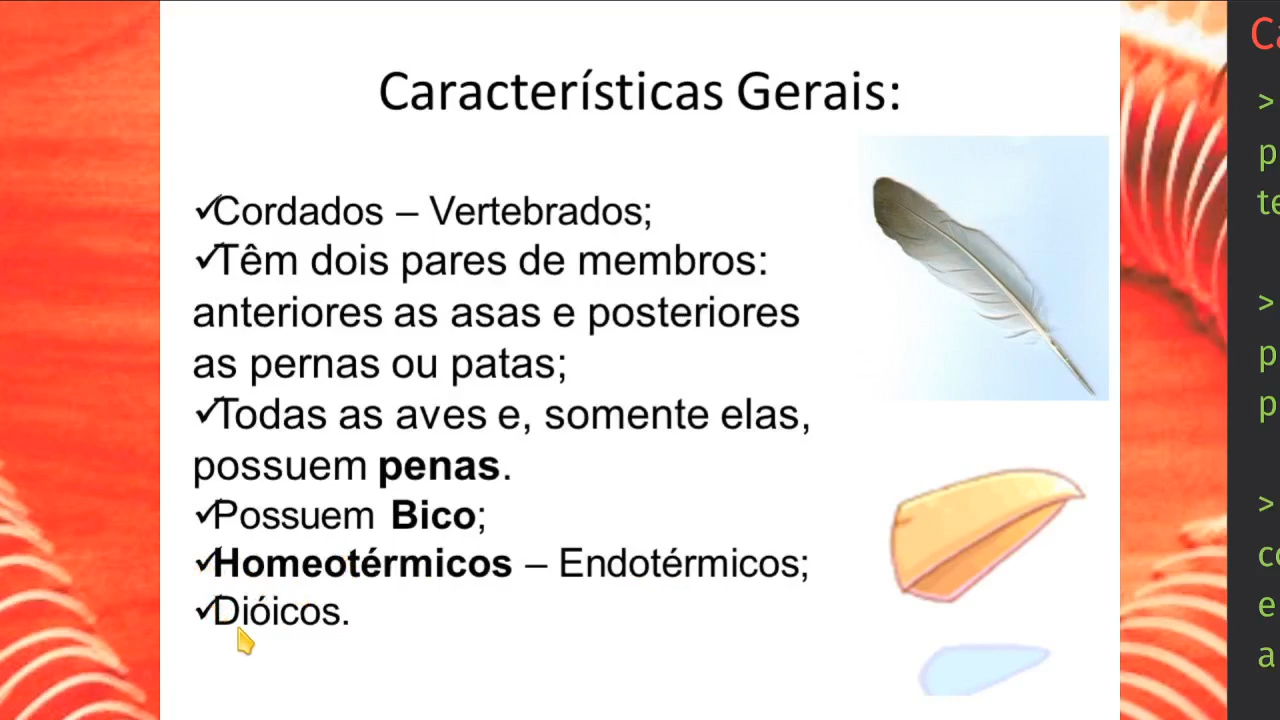 Características Gerais:
✓Cordados – Vertebrados;
✓Têm dois pares de membros:
anteriores as asas e posteriores
as pernas ou patas;
✓Todas as aves e, somente elas,
possuem penas.
✓Possuem Bico;
✓Homeotérmicos – Endotérmicos;
✓Dióicos.